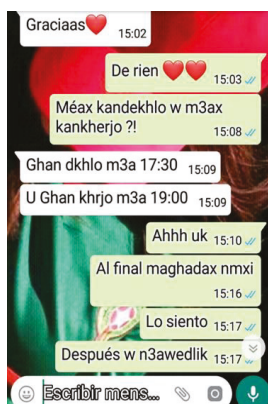 Graciaas❤️ 15:02
De rien ❤️❤️ 15:03
Méax kandekhlo w m3ax
kankherjo ?! 15:08
Ghan dkhlo m3a 17:30 15:09
U Ghan khrjo m3a 19:00 15:09
Ahhh uk 15:10
Al final maghadax nmxi
15:16
Lo siento 15:17
Después w n3awedlik 15:17
Escribir mens...